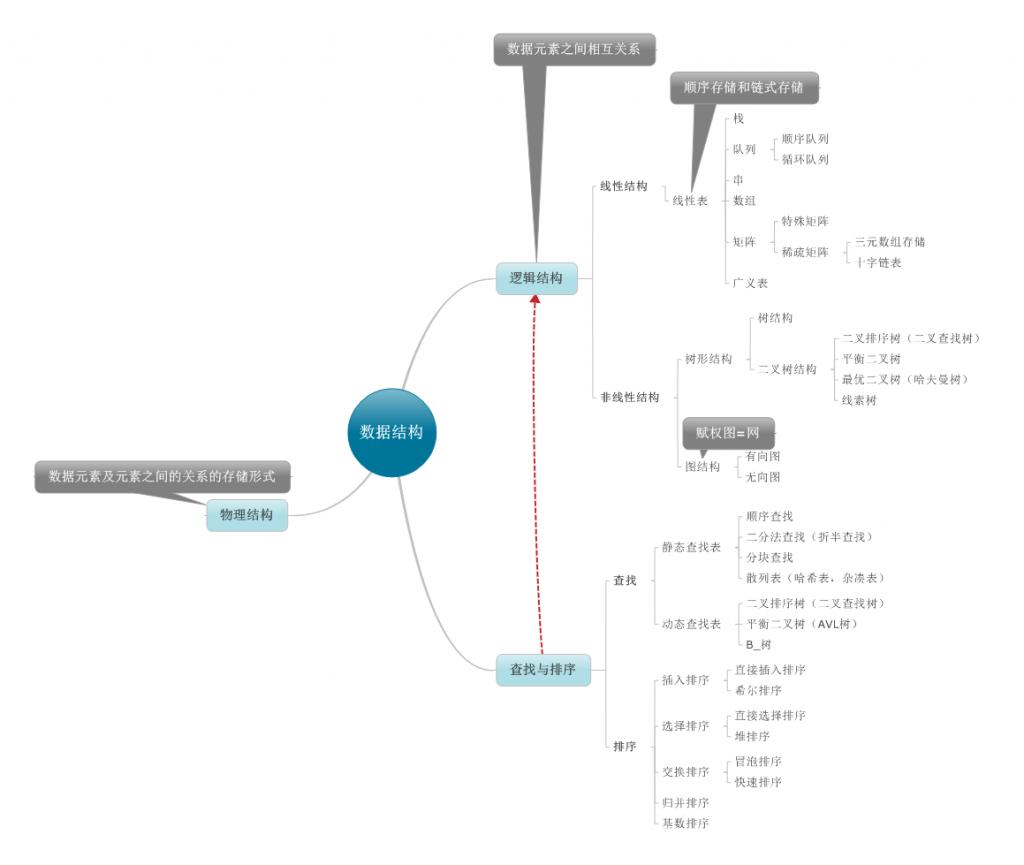 数据元素之间相互关系
顺序存储和链式存储
栈
队列
顺序队列
循环队列
串
线性结构
线性表
数组
矩阵
特殊矩阵
稀疏矩阵
三元数组存储
十字链表
广义表
逻辑结构
非线性结构
树形结构
树结构
二叉树结构
二叉排序树（二叉查找树）
平衡二叉树
最优二叉树（哈夫曼树）
线索树
赋权图=网
图结构
有向图
无向图
数据结构
数据元素及元素之间的关系的存储形式
物理结构
查找与排序
查找
静态查找表
顺序查找
二分法查找（折半查找）
分块查找
散列表（哈希表，杂凑表）
动态查找表
二叉排序树（二叉查找树）
平衡二叉树（AVL树）
B_树
排序
插入排序
直接插入排序
希尔排序
选择排序
直接选择排序
堆排序
交换排序
冒泡排序
快速排序
归并排序
基数排序